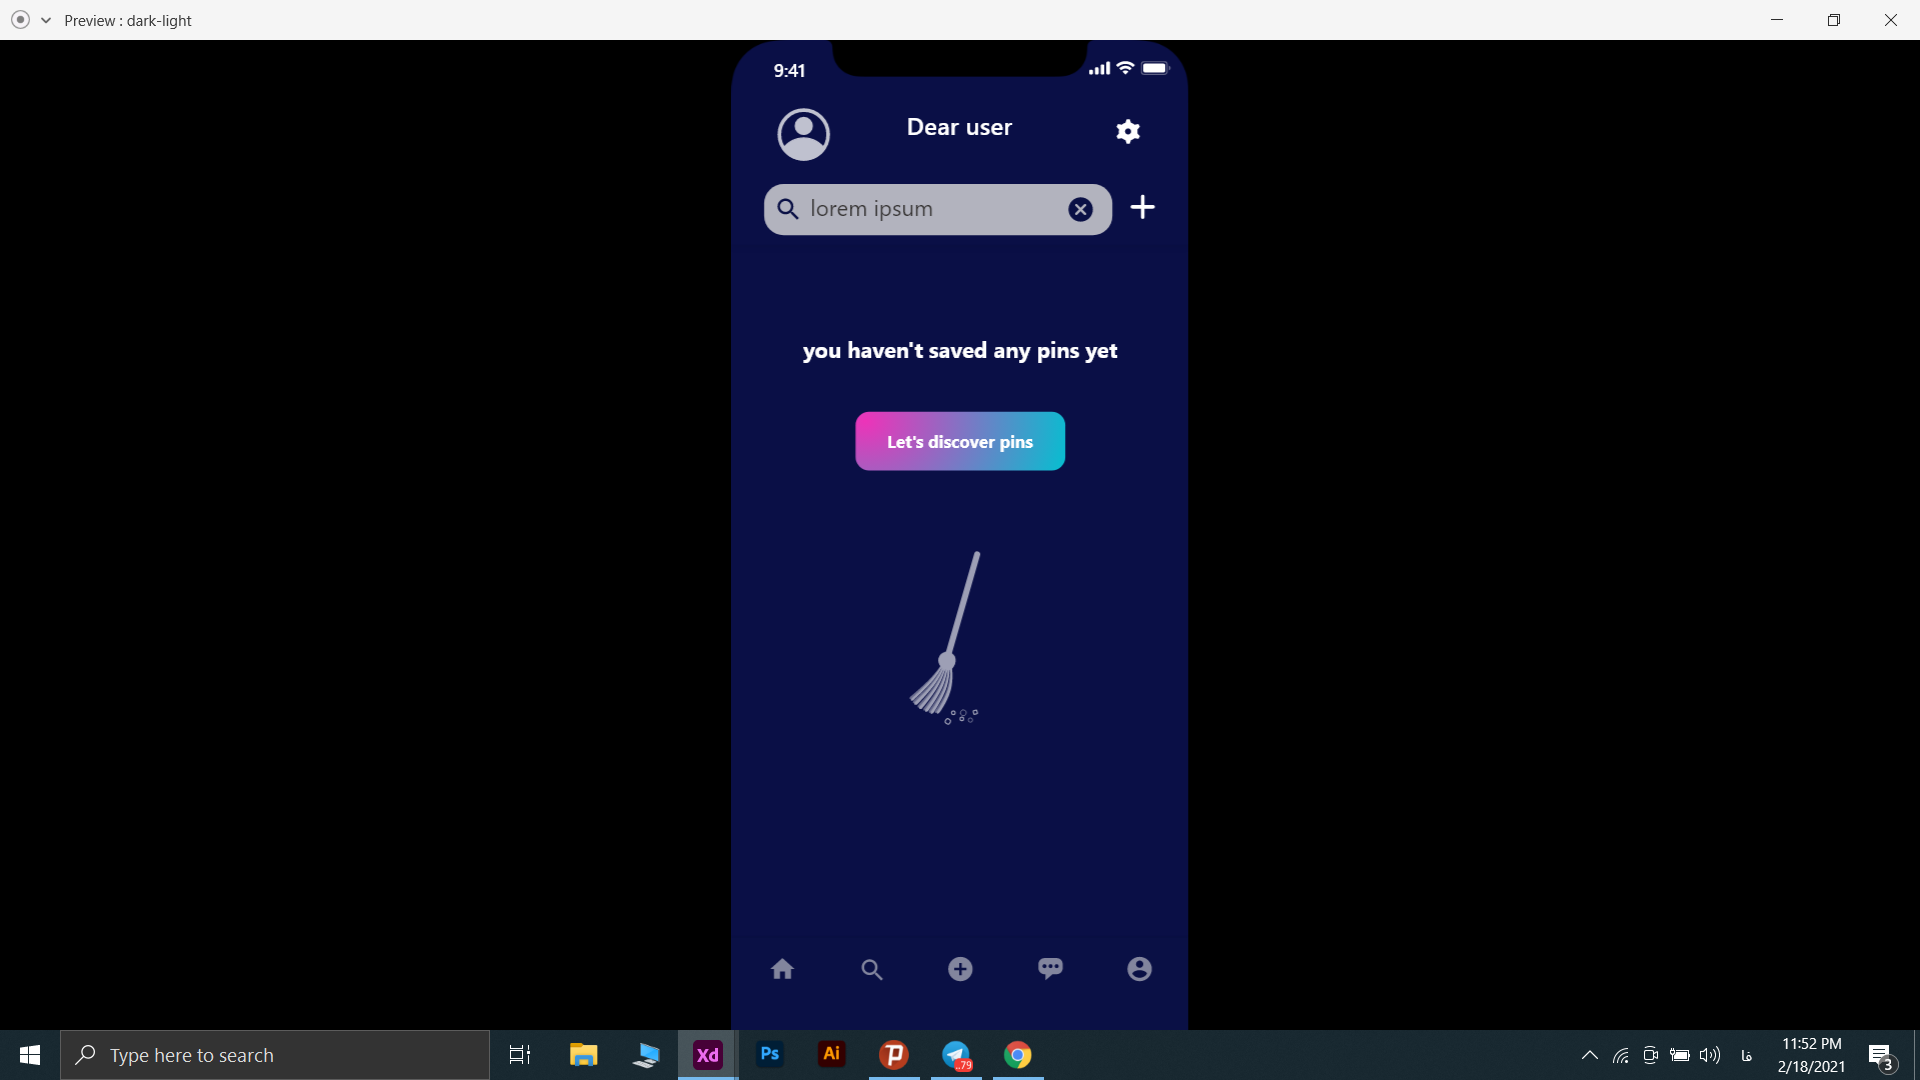 Preview : dark-light
9:41
Dear user
lorem ipsum
you haven't saved any pins yet
Let's discover pins
Type here to search
Xd
Ps
Ai
..79
فا
11:52 PM
2/18/2021
3